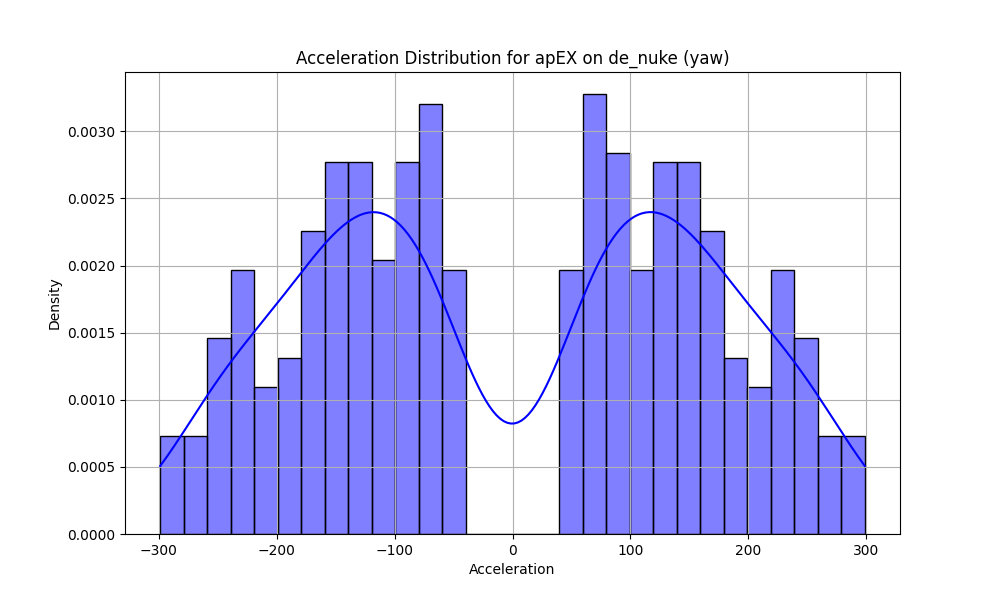 Acceleration Distribution for apEX on de_nuke (yaw)
Density
0.0030
0.0025
0.0020
0.0015
0.0010
0.0005
0.0000
−300 −200 −100 0 100 200 300
Acceleration